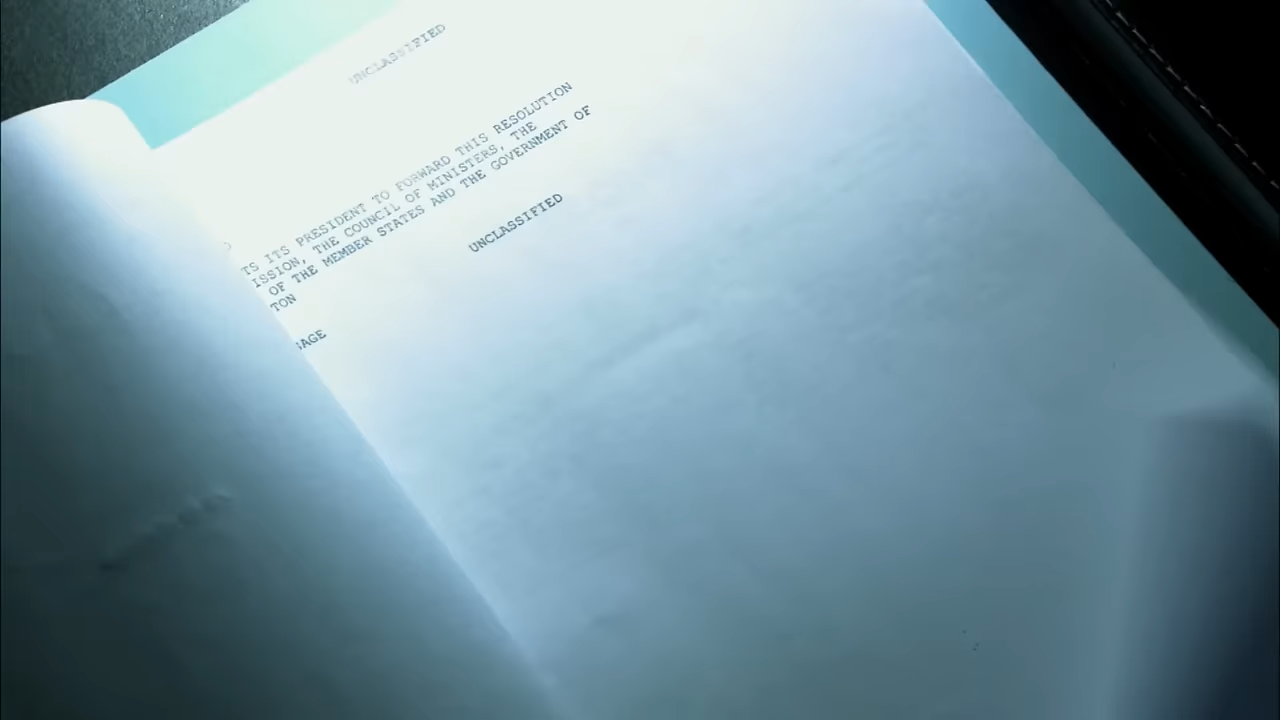 UNCLASSIFIED
TS ITS PRESIDENT TO FORWARD THIS RESOLUTION
ISSION, THE COUNCIL OF MINISTERS, THE
OF THE MEMBER STATES AND THE GOVERNMENT OF
TON
UNCLASSIFIED
SAGE